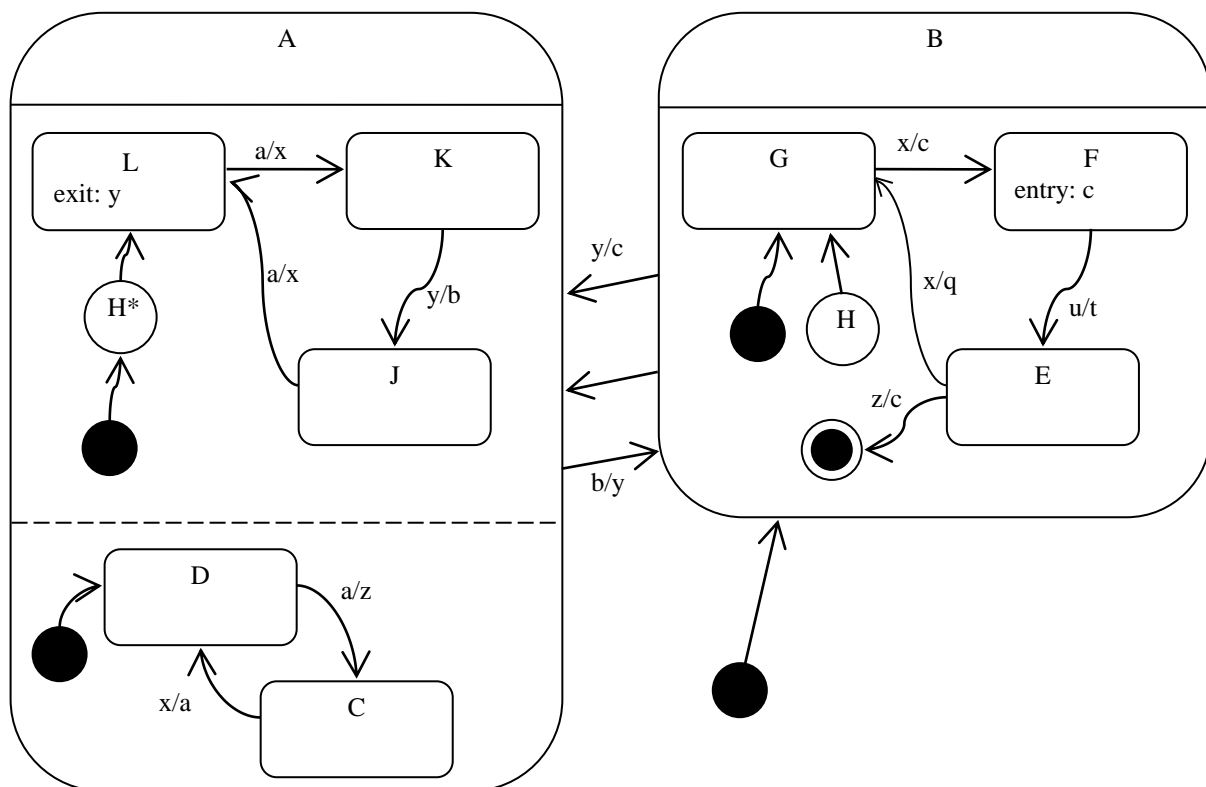 A
L
exit: y
a/x
K
H*
a/x
y/b
J
D
a/z
x/a
C
y/c
b/y
B
G
x/c
F
entry: c
H
x/q
u/t
E
z/c